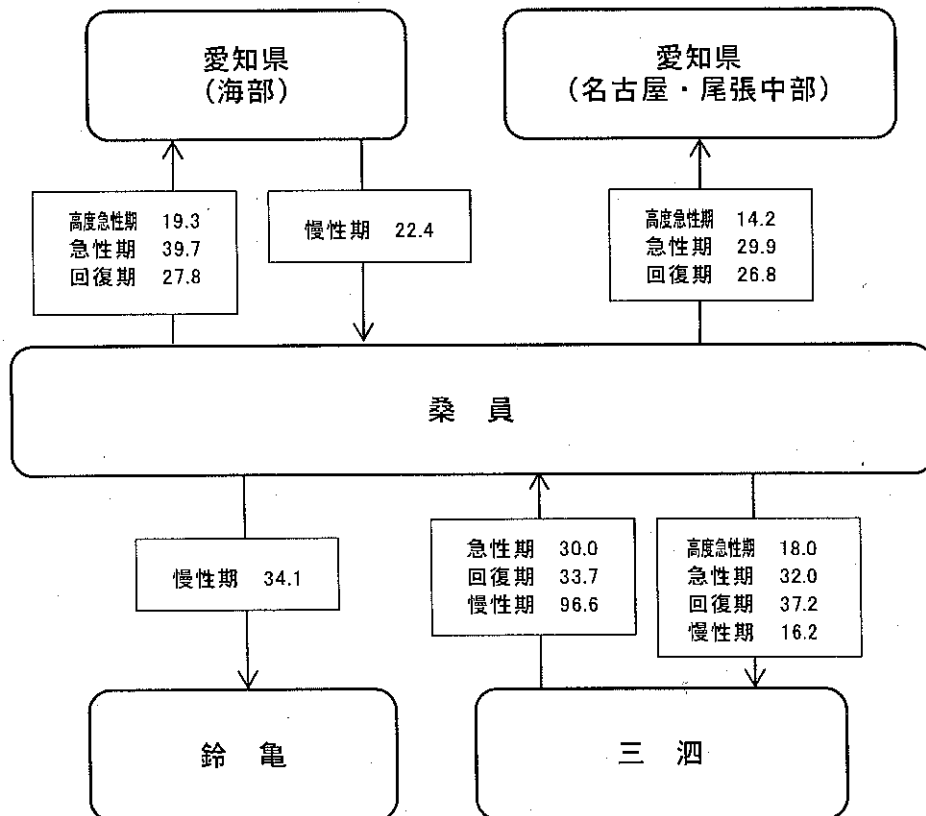 愛知県
（海部）
愛知県
（名古屋・尾張中部）
高度急性期 19.3
急性期 39.7
回復期 27.8
慢性期 22.4
高度急性期 14.2
急性期 29.9
回復期 26.8
桑 員
慢性期 34.1
急性期 30.0
回復期 33.7
慢性期 96.6
高度急性期 18.0
急性期 32.0
回復期 37.2
慢性期 16.2
鈴 亀
三 泗